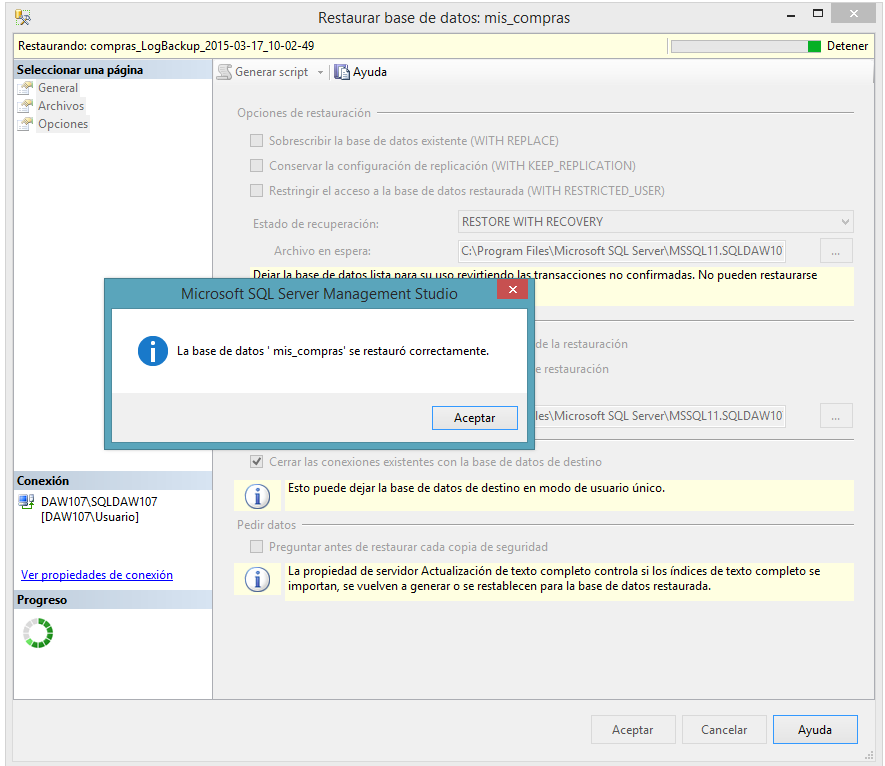 Restaurar base de datos: mis_compras
Restaurando: compras_LogBackup_2015-03-17_10-02-49
Detener
Seleccionar una página
General
Archivos
Opciones
Generar script
Ayuda
Opciones de restauración
Sobrescribir la base de datos existente (WITH REPLACE)
Conservar la configuración de replicación (WITH KEEP_REPLICATION)
Restringir el acceso a la base de datos restaurada (WITH RESTRICTED_USER)
Estado de recuperación:
RESTORE WITH RECOVERY
Archivo en espera:
C:\Program Files\Microsoft SQL Server\MSSQL11.SQLDAW10
...
Dejar la base de datos lista para su uso revirtiendo las transacciones no confirmadas. No pueden restaurarse
Microsoft SQL Server Management Studio
La base de datos ' mis_compras' se restauró correctamente.
Aceptar
de la restauración
e restauración
les\Microsoft SQL Server\MSSQL11.SQLDAW10
...
Cerrar las conexiones existentes con la base de datos de destino
Esto puede dejar la base de datos de destino en modo de usuario único.
Pedir datos
Preguntar antes de restaurar cada copia de seguridad
La propiedad de servidor Actualización de texto completo controla si los índices de texto completo se
importan, se vuelven a generar o se restablecen para la base de datos restaurada.
Conexión
DAW107\SQLDAW107
[DAW107\Usuario]
Ver propiedades de conexión
Progreso
Aceptar
Cancelar
Ayuda